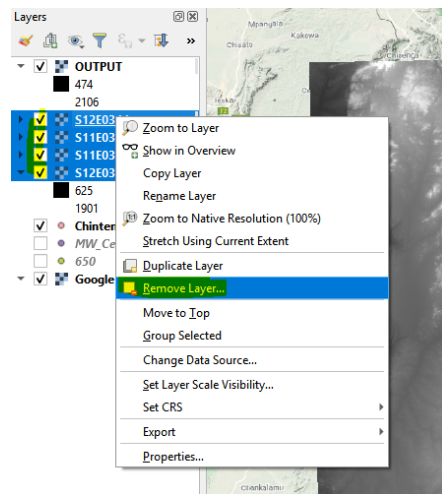 Layers
»
OUTPUT
474
2106
S12E03
S11E03
S11E03
S12E03
625
1901
Chinten
MW_Ce
650
Google
Zoom to Layer
Show in Overview
Copy Layer
Rename Layer
Zoom to Native Resolution (100%)
Stretch Using Current Extent
Duplicate Layer
Remove Layer...
Move to Top
Group Selected
Change Data Source...
Set Layer Scale Visibility...
Set CRS
Export
Properties...
Chisato
Kakowa